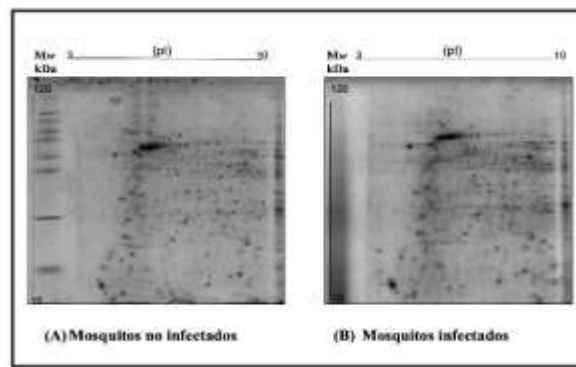 Mw 3 (pI) 10
kDa
120
(A) Mosquitos no infectados
Mw 3 (pI) 10
kDa
120
(B) Mosquitos infectados